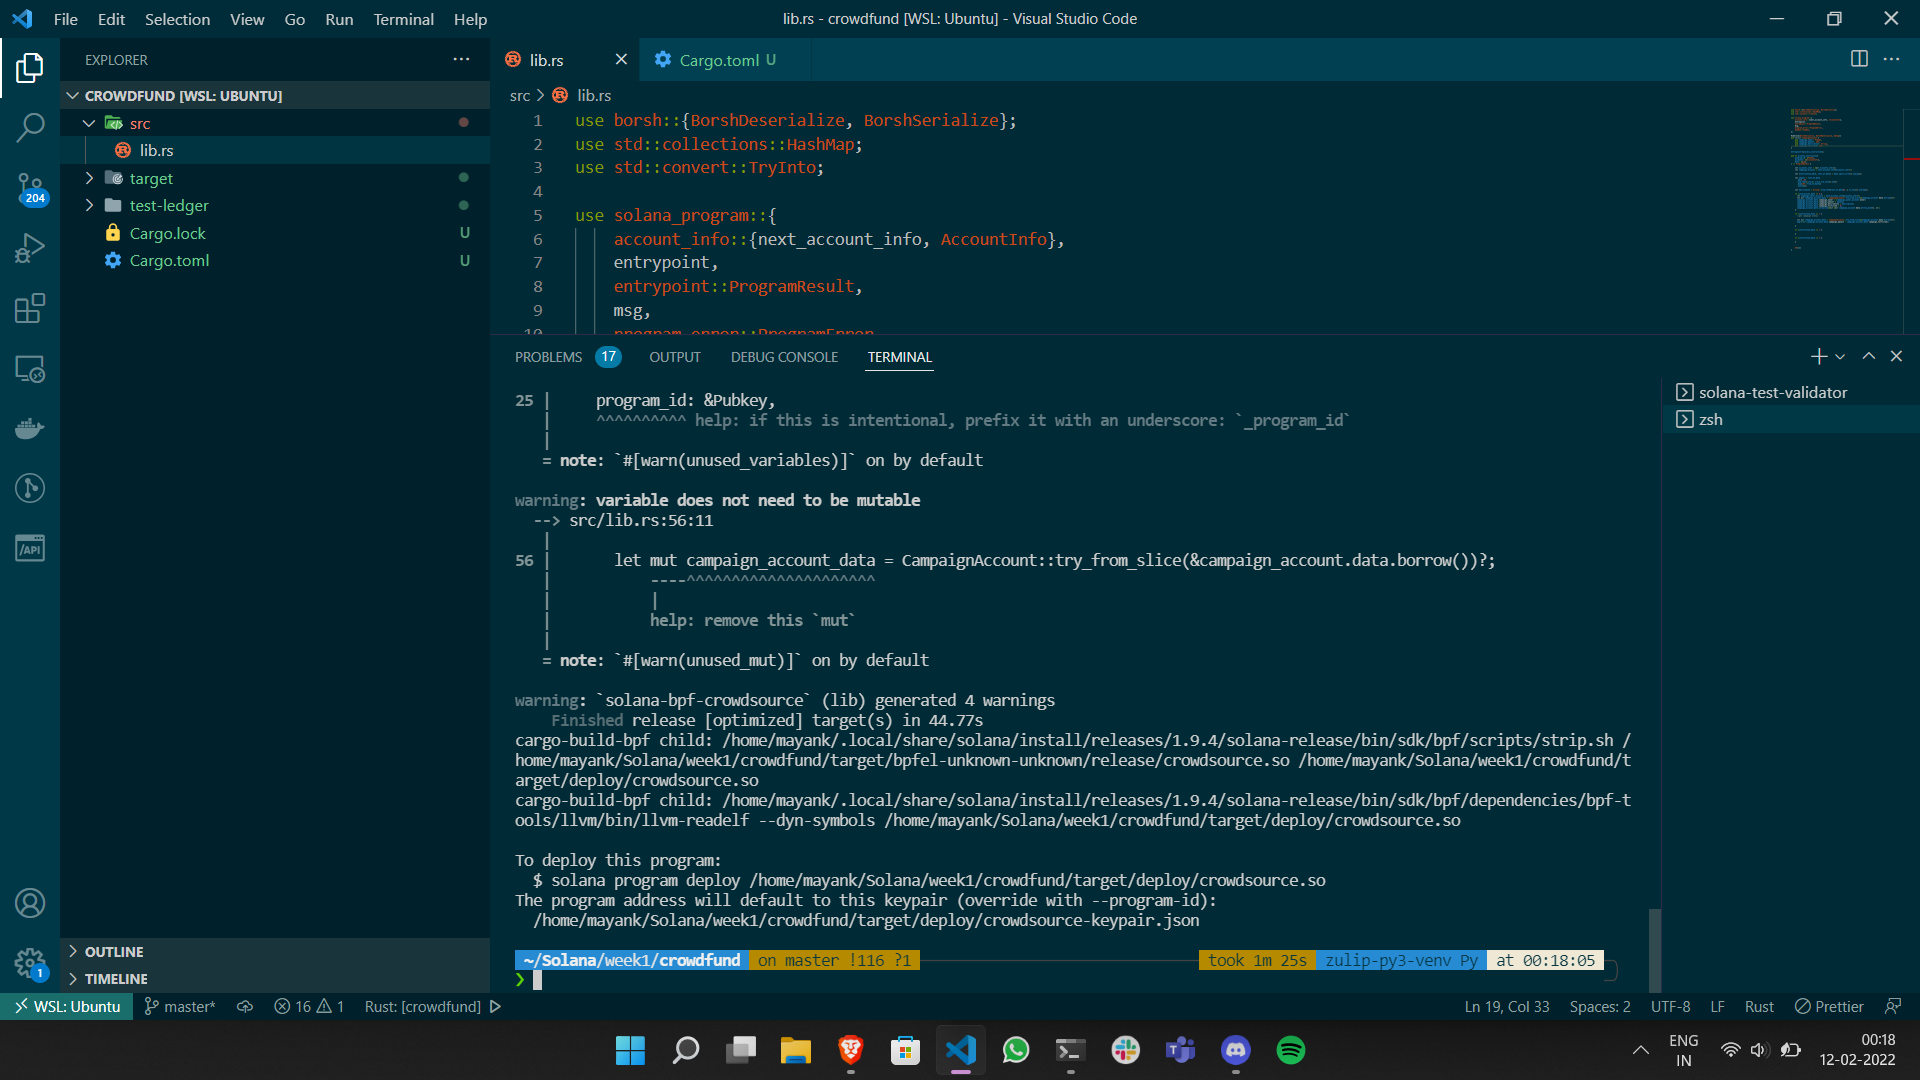 File Edit Selection View Go Run Terminal Help
lib.rs - crowdfund [WSL: Ubuntu] - Visual Studio Code
EXPLORER
CROWDFUND [WSL: UBUNTU]
src
lib.rs
target
test-ledger
Cargo.lock U
Cargo.toml U
OUTLINE
TIMELINE
204
/API
1
lib.rs
Cargo.toml U
src > lib.rs
1 use borsh::{BorshDeserialize, BorshSerialize};
2 use std::collections::HashMap;
3 use std::convert::TryInto;
4
5 use solana_program::{
6 account_info::{next_account_info, AccountInfo},
7 entrypoint,
8 entrypoint::ProgramResult,
9 msg,
10 program_error::ProgramError
PROBLEMS 17 OUTPUT DEBUG CONSOLE TERMINAL
solana-test-validator
zsh
25 | program_id: &Pubkey,
| ^^^^^^^^^^ help: if this is intentional, prefix it with an underscore: `_program_id`
|
= note: `#[warn(unused_variables)]` on by default
warning: variable does not need to be mutable
--> src/lib.rs:56:11
|
56 | let mut campaign_account_data = CampaignAccount::try_from_slice(&campaign_account.data.borrow())?;
| ----^^^^^^^^^^^^^^^^^^^^^
| |
| help: remove this `mut`
|
= note: `#[warn(unused_mut)]` on by default
warning: `solana-bpf-crowdsource` (lib) generated 4 warnings
Finished release [optimized] target(s) in 44.77s
cargo-build-bpf child: /home/mayank/.local/share/solana/install/releases/1.9.4/solana-release/bin/sdk/bpf/scripts/strip.sh /
home/mayank/Solana/week1/crowdfund/target/bpfel-unknown-unknown/release/crowdsource.so /home/mayank/Solana/week1/crowdfund/t
arget/deploy/crowdsource.so
cargo-build-bpf child: /home/mayank/.local/share/solana/install/releases/1.9.4/solana-release/bin/sdk/bpf/dependencies/bpf-t
ools/llvm/bin/llvm-readelf --dyn-symbols /home/mayank/Solana/week1/crowdfund/target/deploy/crowdsource.so
To deploy this program:
$ solana program deploy /home/mayank/Solana/week1/crowdfund/target/deploy/crowdsource.so
The program address will default to this keypair (override with --program-id):
/home/mayank/Solana/week1/crowdfund/target/deploy/crowdsource-keypair.json
~/Solana/week1/crowdfund on master !116 ?1 took 1m 25s zulip-py3-venv Py at 00:18:05
❯
WSL: Ubuntu master* 16 1 Rust: [crowdfund] Ln 19, Col 33 Spaces: 2 UTF-8 LF Rust Prettier
ENG
IN
00:18
12-02-2022